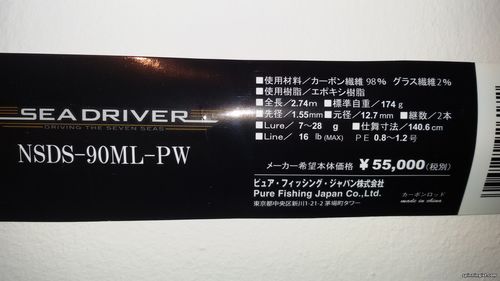 SEADRIVER
DRIVING THE SEVEN SEAS
NSDS-90ML-PW
■使用材料／カーボン繊維98% グラス繊維2%
■使用樹脂／エポキシ樹脂
■全長／2.74m ■標準自重／174g
■先径／1.55mm ■元径／12.7mm ■継数／2本
■Lure／7〜28 g ■仕舞寸法／140.6cm
■Line／ 16 lb(MAX) PE 0.8〜1.2号
メーカー希望本体価格 ￥55,000(税別)
ピュア・フィッシング・ジャパン株式会社
Pure Fishing Japan Co., Ltd.
東京都中央区新川1-21-2 茅場町タワー
カーボンロッド
made in china
spinningist.com